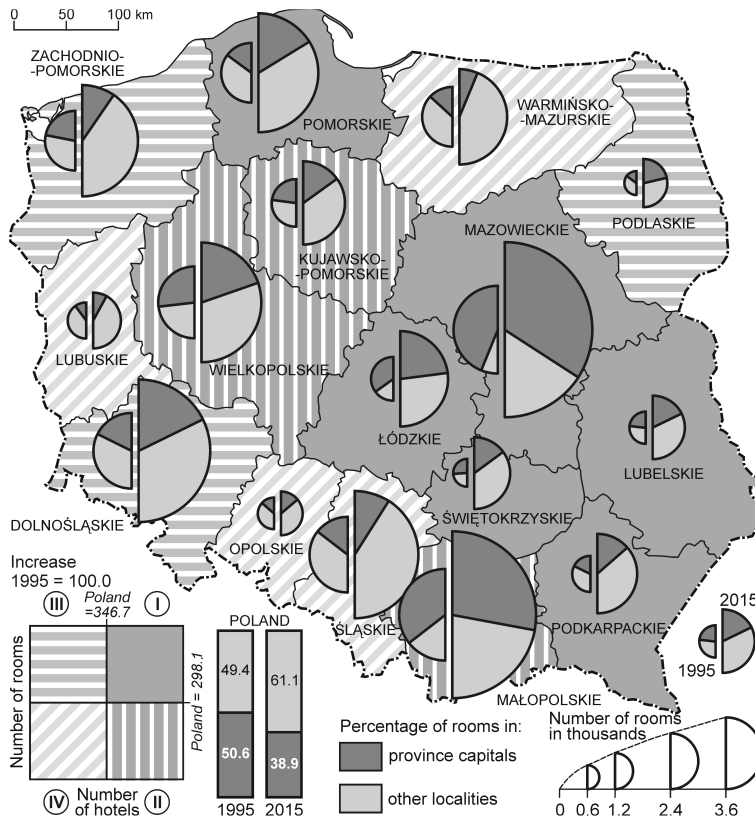 0 50 100 km
ZACHODNIO-
-POMORSKIE
POMORSKIE
WARMIŃSKO-
-MAZURSKIE
PODLASKIE
MAZOWIECKIE
KUJAWSKO-
-POMORSKIE
LUBUSKIE
WIELKOPOLSKIE
ŁÓDZKIE
LUBELSKIE
DOLNOŚLĄSKIE
OPOLSKIE
ŚWIĘTOKRZYSKIE
ŚLĄSKIE
PODKARPACKIE
MAŁOPOLSKIE
Increase
1995 = 100.0
Poland
=346.7
III
I
Number of rooms
Poland = 298.1
IV
II
Number
of hotels
POLAND
49.4
61.1
50.6
38.9
1995
2015
Percentage of rooms in:
province capitals
other localities
2015
1995
Number of rooms
in thousands
0 0.6 1.2 2.4 3.6